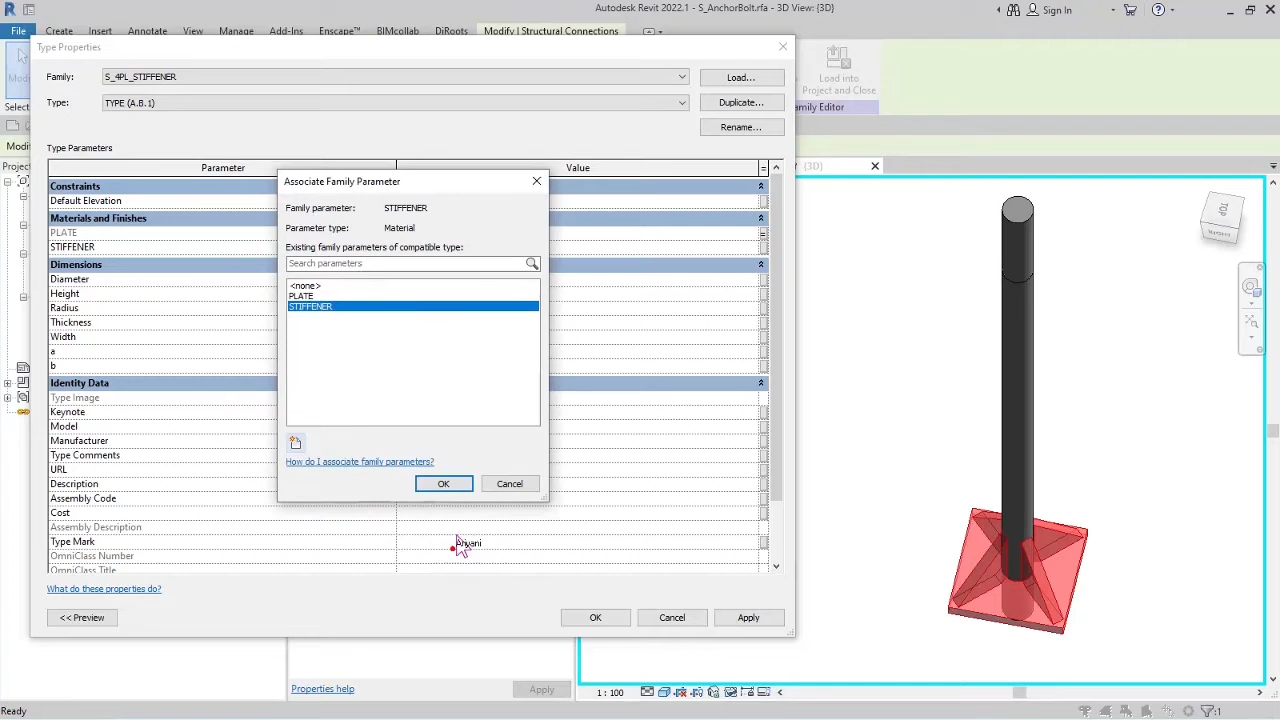 Autodesk Revit 2022.1 - S_AnchorBolt.rfa - 3D View: {3D}
Sign In
File
Create
Insert
Annotate
View
Manage
Add-Ins
Enscape™
BIMcollab
DiRoots
Modify | Structural Connections
Type Properties
Family:
S_4PL_STIFFENER
Load...
Type:
TYPE (A.B.1)
Duplicate...
Rename...
Load into
Project and Close
Family Editor
Select
Type Parameters
Parameter
Value
=
(3D)
Constraints
Default Elevation
Materials and Finishes
PLATE
STIFFENER
Dimensions
Diameter
Height
Radius
Thickness
Width
a
b
Identity Data
Type Image
Keynote
Model
Manufacturer
Type Comments
URL
Description
Assembly Code
Cost
Assembly Description
Type Mark
OmniClass Number
OmniClass Title
Associate Family Parameter
Family parameter:
STIFFENER
Parameter type:
Material
Existing family parameters of compatible type:
Search parameters
<none>
PLATE
STIFFENER
How do I associate family parameters?
OK
Cancel
What do these properties do?
<< Preview
OK
Cancel
Apply
Properties help
Apply
TOP
1 : 100
Ready
:1